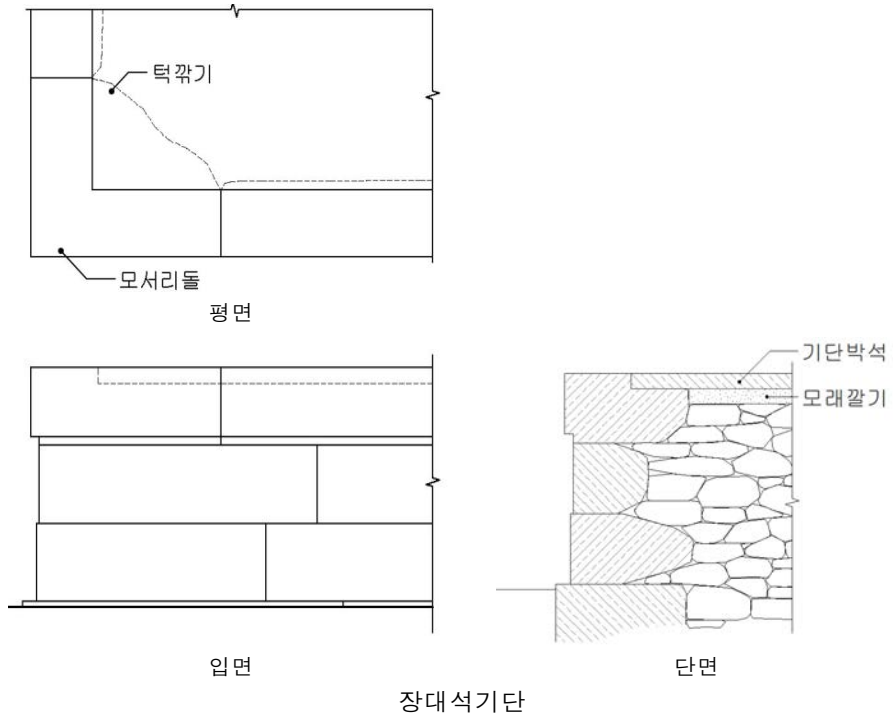 턱깎기
모서리돌
평면
기단박석
모래깔기
입면
단면
장대석기단